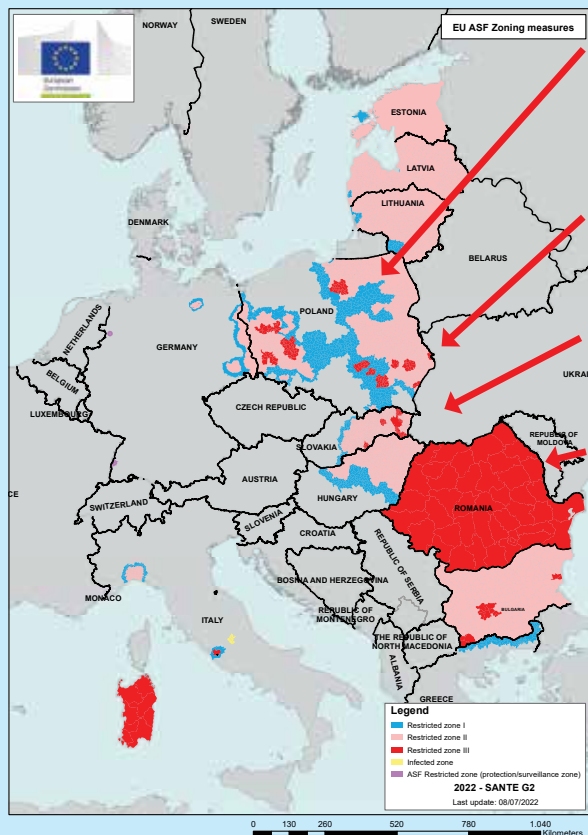 NORWAY
SWEDEN
EU ASF Zoning measures
European
Commission
ESTONIA
LATVIA
LITHUANIA
DENMARK
BELARUS
NETHERLANDS
POLAND
GERMANY
BELGIUM
UKRAI
LUXEMBOURG
CZECH REPUBLIC
REPUBLIC OF
MOLDOVA
SLOVAKIA
CE
AUSTRIA
HUNGARY
SWITZERLAND
ROMANIA
SLOVENIA
CROATIA
REPUBLIC OF
SERBIA
BOSNIA AND HERZEGOVINA
MONACO
ITALY
REPUBLIC OF
MONTENEGRO
BULGARIA
THE REPUBLIC OF
NORTH MACEDONIA
ALBANIA
GREECE
Legend
Restricted zone I
Restricted zone II
Restricted zone III
Infected zone
ASF Restricted zone (protection/surveillance zone)
2022 - SANTE G2
Last update: 08/07/2022
0 130 260 520 780 1.040
Kilometers